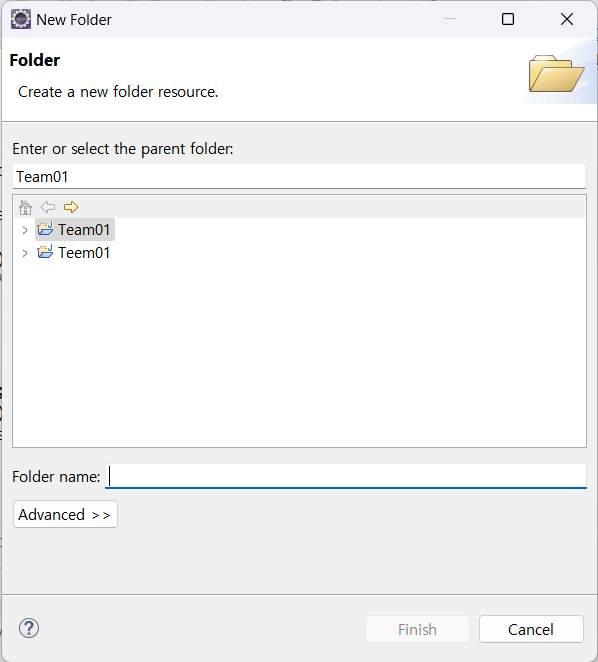 New Folder
Folder
Create a new folder resource.
Enter or select the parent folder:
Team01
Team01
Teem01
Folder name:
Advanced >>
?
Finish
Cancel